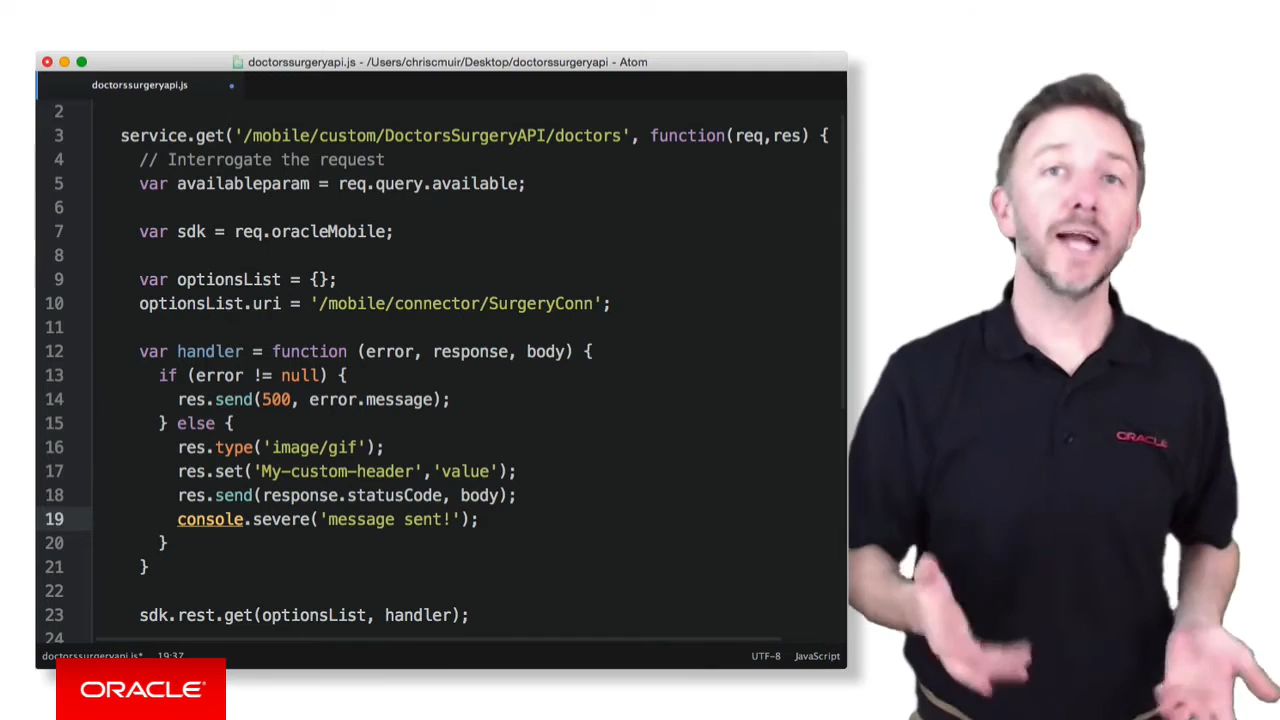 doctorssurgeryapi.js - /Users/chriscmuir/Desktop/doctorssurgeryapi - Atom
doctorssurgeryapi.js
2
3 service.get('/mobile/custom/DoctorsSurgeryAPI/doctors', function(req,res) {
4 // Interrogate the request
5 var availableparam = req.query.available;
6
7 var sdk = req.oracleMobile;
8
9 var optionsList = {};
10 optionsList.uri = '/mobile/connector/SurgeryConn';
11
12 var handler = function (error, response, body) {
13 if (error != null) {
14 res.send(500, error.message);
15 } else {
16 res.type('image/gif');
17 res.set('My-custom-header','value');
18 res.send(response.statusCode, body);
19 console.severe('message sent!');
20 }
21 }
22
23 sdk.rest.get(optionsList, handler);
24
doctorssurgeryapi.js* 19:37 UTF-8 JavaScript
ORACLE®
ORACLE